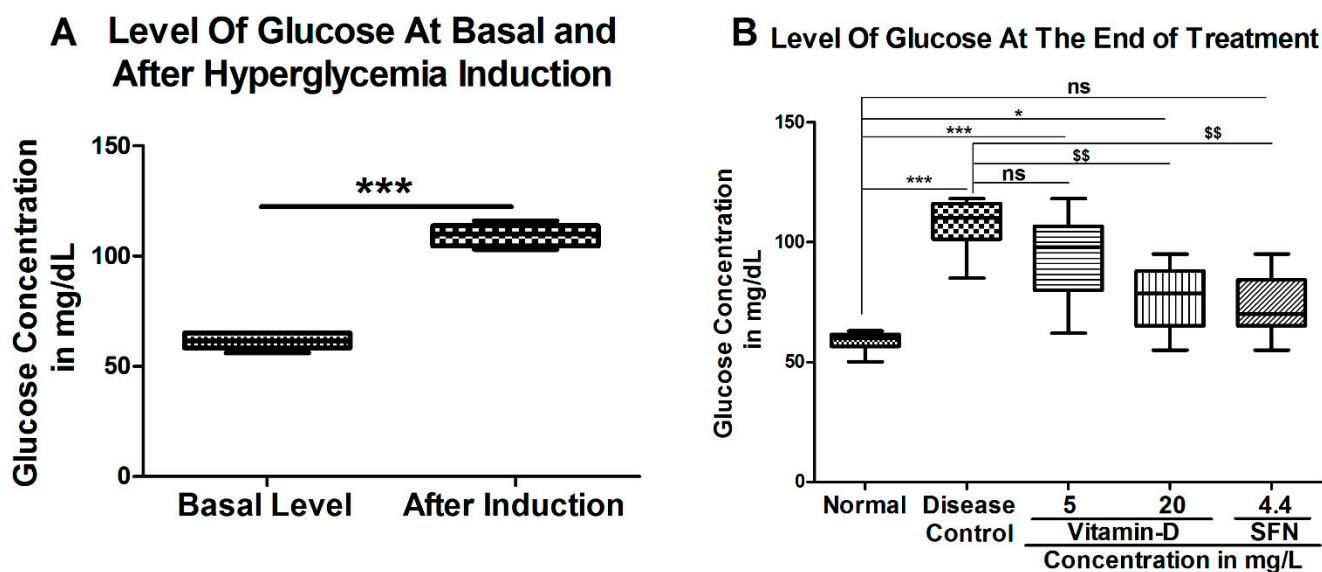 A Level Of Glucose At Basal and
After Hyperglycemia Induction
Glucose Concentration
in mg/dL
150
100
50
0
***
Basal Level After Induction
B Level Of Glucose At The End of Treatment
Glucose Concentration
in mg/dL
150
100
50
0
ns
*
***
$$
$$
***
ns
Normal Disease 5 20 4.4
Control Vitamin-D SFN
Concentration in mg/L